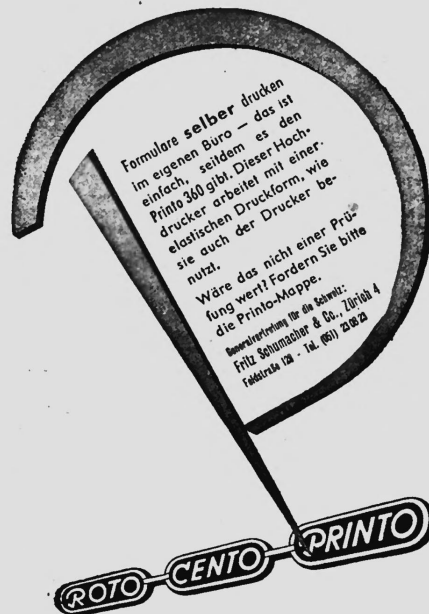 Formulare selber drucken
im eigenen Büro – das ist
einfach, seitdem es den
Printo 360 gibt. Dieser Hoch-
drucker arbeitet mit einer
elastischen Druckform, wie
sie auch der Drucker be-
nutzt.
Wäre das nicht einer Prü-
fung wert? Fordern Sie bitte
die Printo-Mappe.
Generalvertretung für die Schweiz:
Fritz Schumacher & Co., Zürich 4
Feldstraße 129 - Tel. (051) 23 08 23
ROTO CENTO PRINTO